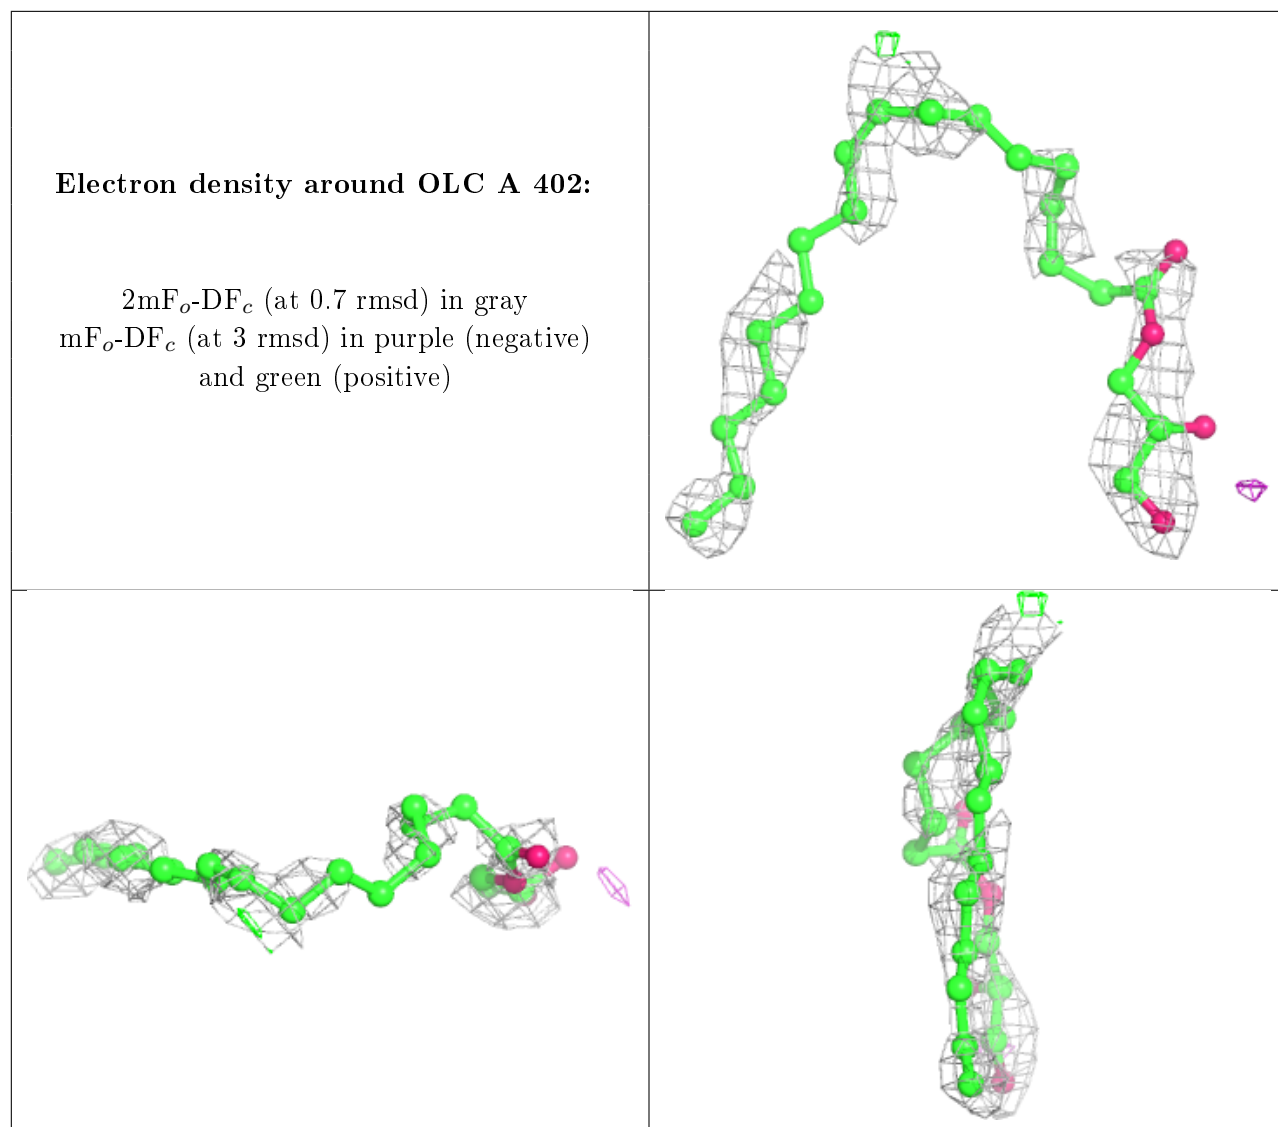 Electron density around OLC A 402:
2mFo-DFc (at 0.7 rmsd) in gray
mFo-DFc (at 3 rmsd) in purple (negative)
and green (positive)